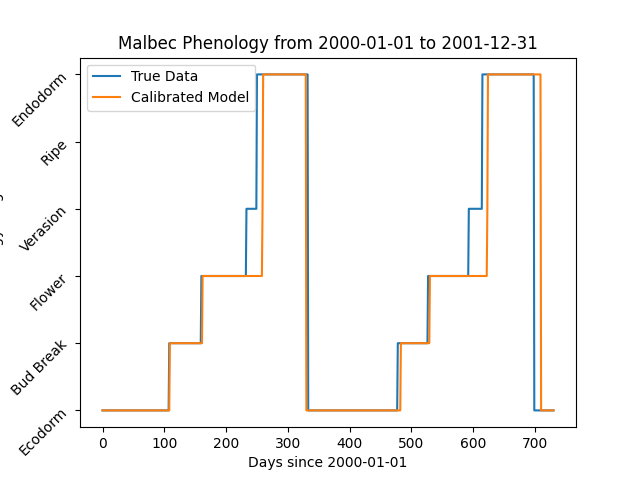 Malbec Phenology from 2000-01-01 to 2001-12-31
True Data
Calibrated Model
Endodorm
Ripe
Verasion
Flower
Bud Break
Ecodorm
0 100 200 300 400 500 600 700
Days since 2000-01-01